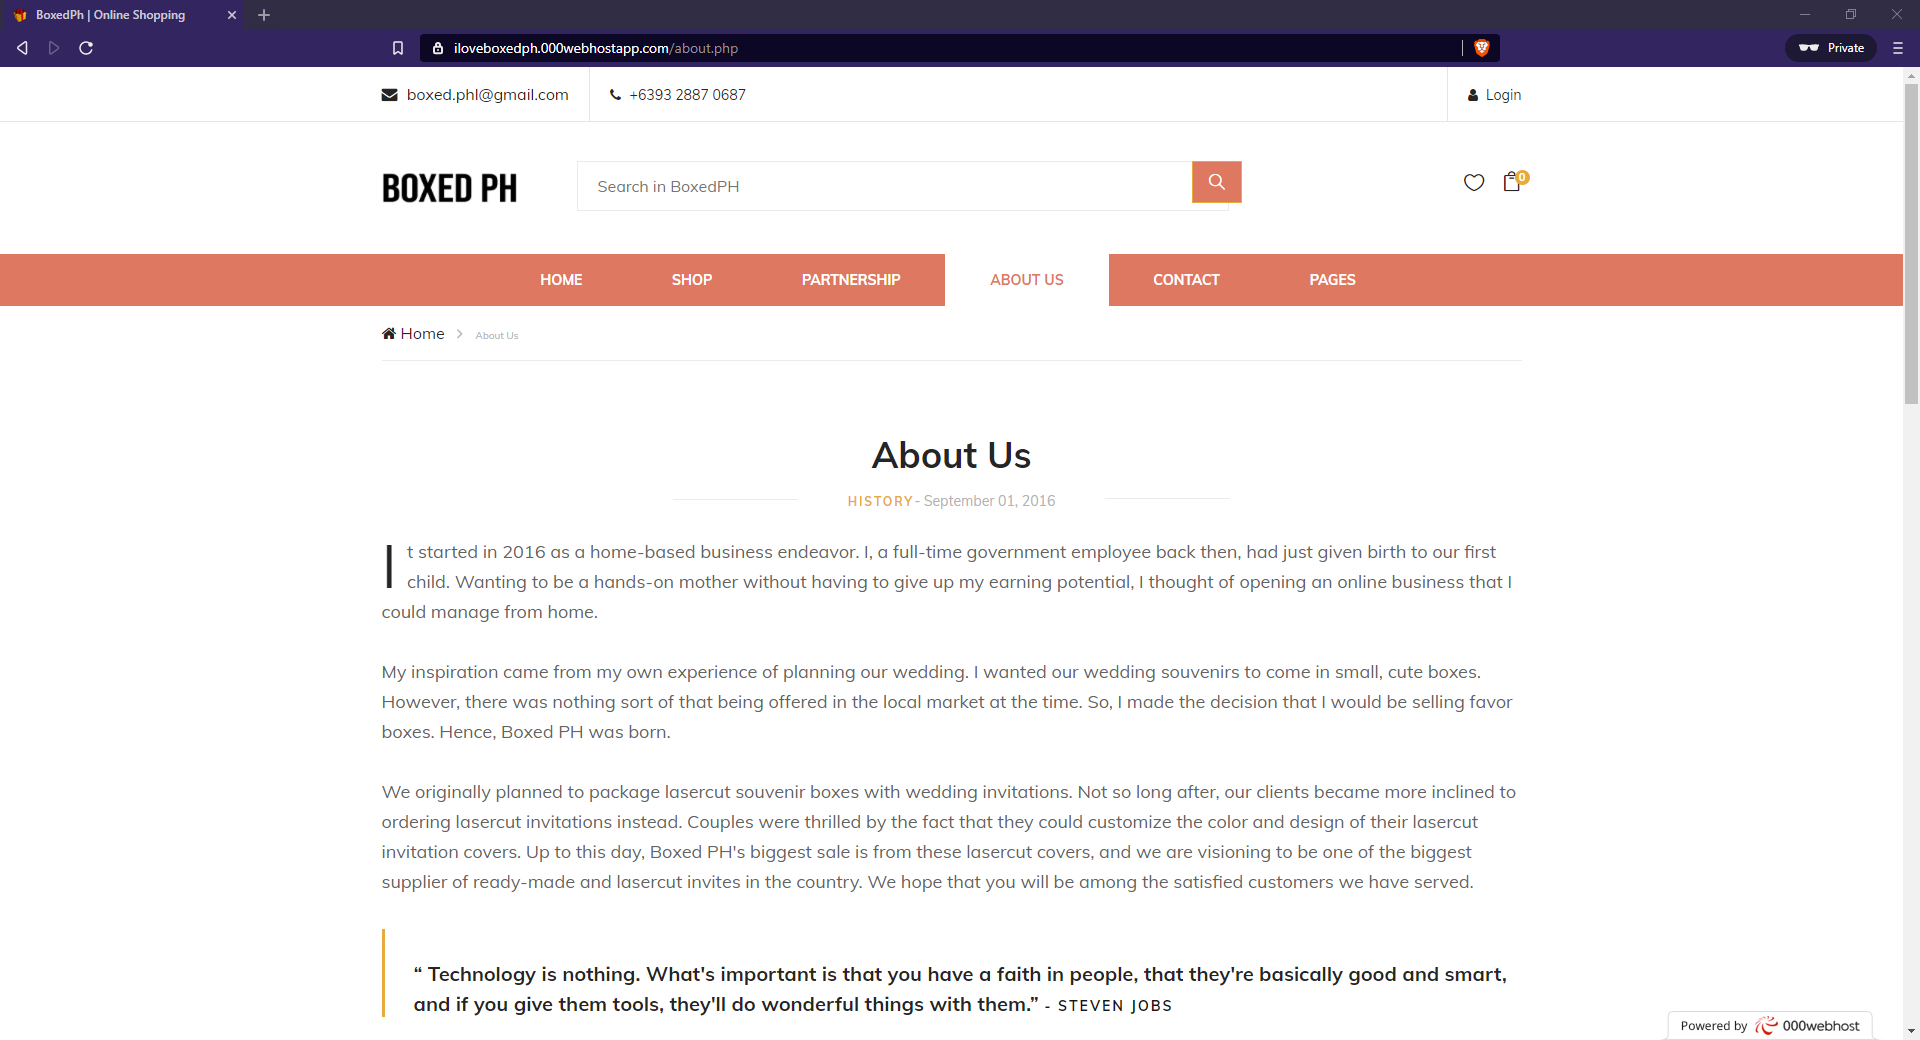 BoxedPh | Online Shopping
iloveboxedph.000webhostapp.com/about.php
Private
boxed.phl@gmail.com
+6393 2887 0687
Login
BOXED PH
Search in BoxedPH
0
HOME
SHOP
PARTNERSHIP
ABOUT US
CONTACT
PAGES
Home
About Us
About Us
HISTORY - September 01, 2016
It started in 2016 as a home-based business endeavor. I, a full-time government employee back then, had just given birth to our first
child. Wanting to be a hands-on mother without having to give up my earning potential, I thought of opening an online business that I
could manage from home.
My inspiration came from my own experience of planning our wedding. I wanted our wedding souvenirs to come in small, cute boxes.
However, there was nothing sort of that being offered in the local market at the time. So, I made the decision that I would be selling favor
boxes. Hence, Boxed PH was born.
We originally planned to package lasercut souvenir boxes with wedding invitations. Not so long after, our clients became more inclined to
ordering lasercut invitations instead. Couples were thrilled by the fact that they could customize the color and design of their lasercut
invitation covers. Up to this day, Boxed PH's biggest sale is from these lasercut covers, and we are visioning to be one of the biggest
supplier of ready-made and lasercut invites in the country. We hope that you will be among the satisfied customers we have served.
“ Technology is nothing. What's important is that you have a faith in people, that they're basically good and smart,
and if you give them tools, they'll do wonderful things with them.” - STEVEN JOBS
Powered by 000webhost